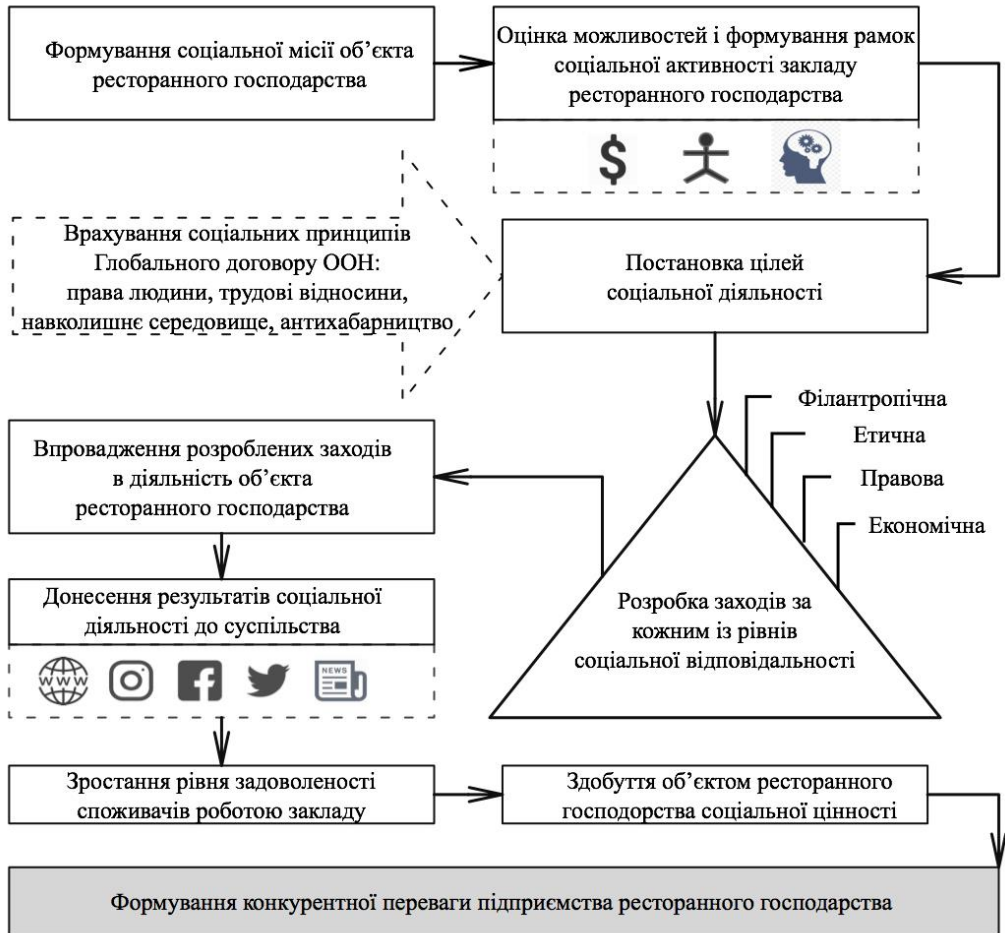 Формування соціальної місії об’єкта
ресторанного господарства
Оцінка можливостей і формування рамок
соціальної активності закладу
ресторанного господарства
$
Врахування соціальних принципів
Глобального договору ООН:
права людини, трудові відносини,
навколишнє середовище, антихабарництво
Постановка цілей
соціальної діяльності
Філантропічна
Етична
Правова
Економічна
Розробка заходів за
кожним із рівнів
соціальної відповідальності
Впровадження розроблених заходів
в діяльність об’єкта
ресторанного господарства
Донесення результатів соціальної
діяльності до суспільства
WWW
NEWS
Зростання рівня задоволеності
споживачів роботою закладу
Здобуття об’єктом ресторанного
господорства соціальної цінності
Формування конкурентної переваги підприємства ресторанного господарства